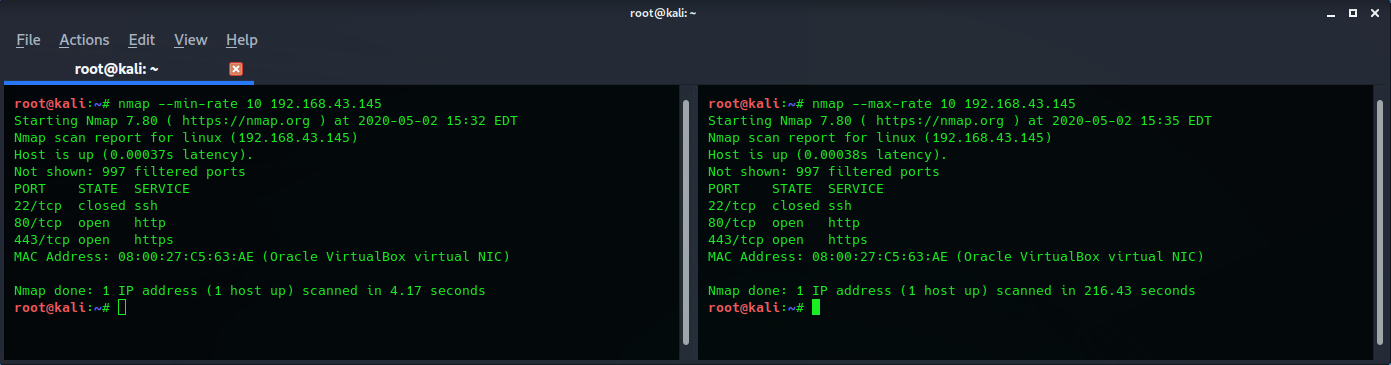 root@kali: ~
File Actions Edit View Help
root@kali: ~
root@kali:~# nmap --min-rate 10 192.168.43.145
Starting Nmap 7.80 ( https://nmap.org ) at 2020-05-02 15:32 EDT
Nmap scan report for linux (192.168.43.145)
Host is up (0.00037s latency).
Not shown: 997 filtered ports
PORT    STATE  SERVICE
22/tcp  closed ssh
80/tcp  open   http
443/tcp open   https
MAC Address: 08:00:27:C5:63:AE (Oracle VirtualBox virtual NIC)
Nmap done: 1 IP address (1 host up) scanned in 4.17 seconds
root@kali:~#
root@kali:~# nmap --max-rate 10 192.168.43.145
Starting Nmap 7.80 ( https://nmap.org ) at 2020-05-02 15:35 EDT
Nmap scan report for linux (192.168.43.145)
Host is up (0.00038s latency).
Not shown: 997 filtered ports
PORT    STATE  SERVICE
22/tcp  closed ssh
80/tcp  open   http
443/tcp open   https
MAC Address: 08:00:27:C5:63:AE (Oracle VirtualBox virtual NIC)
Nmap done: 1 IP address (1 host up) scanned in 216.43 seconds
root@kali:~#